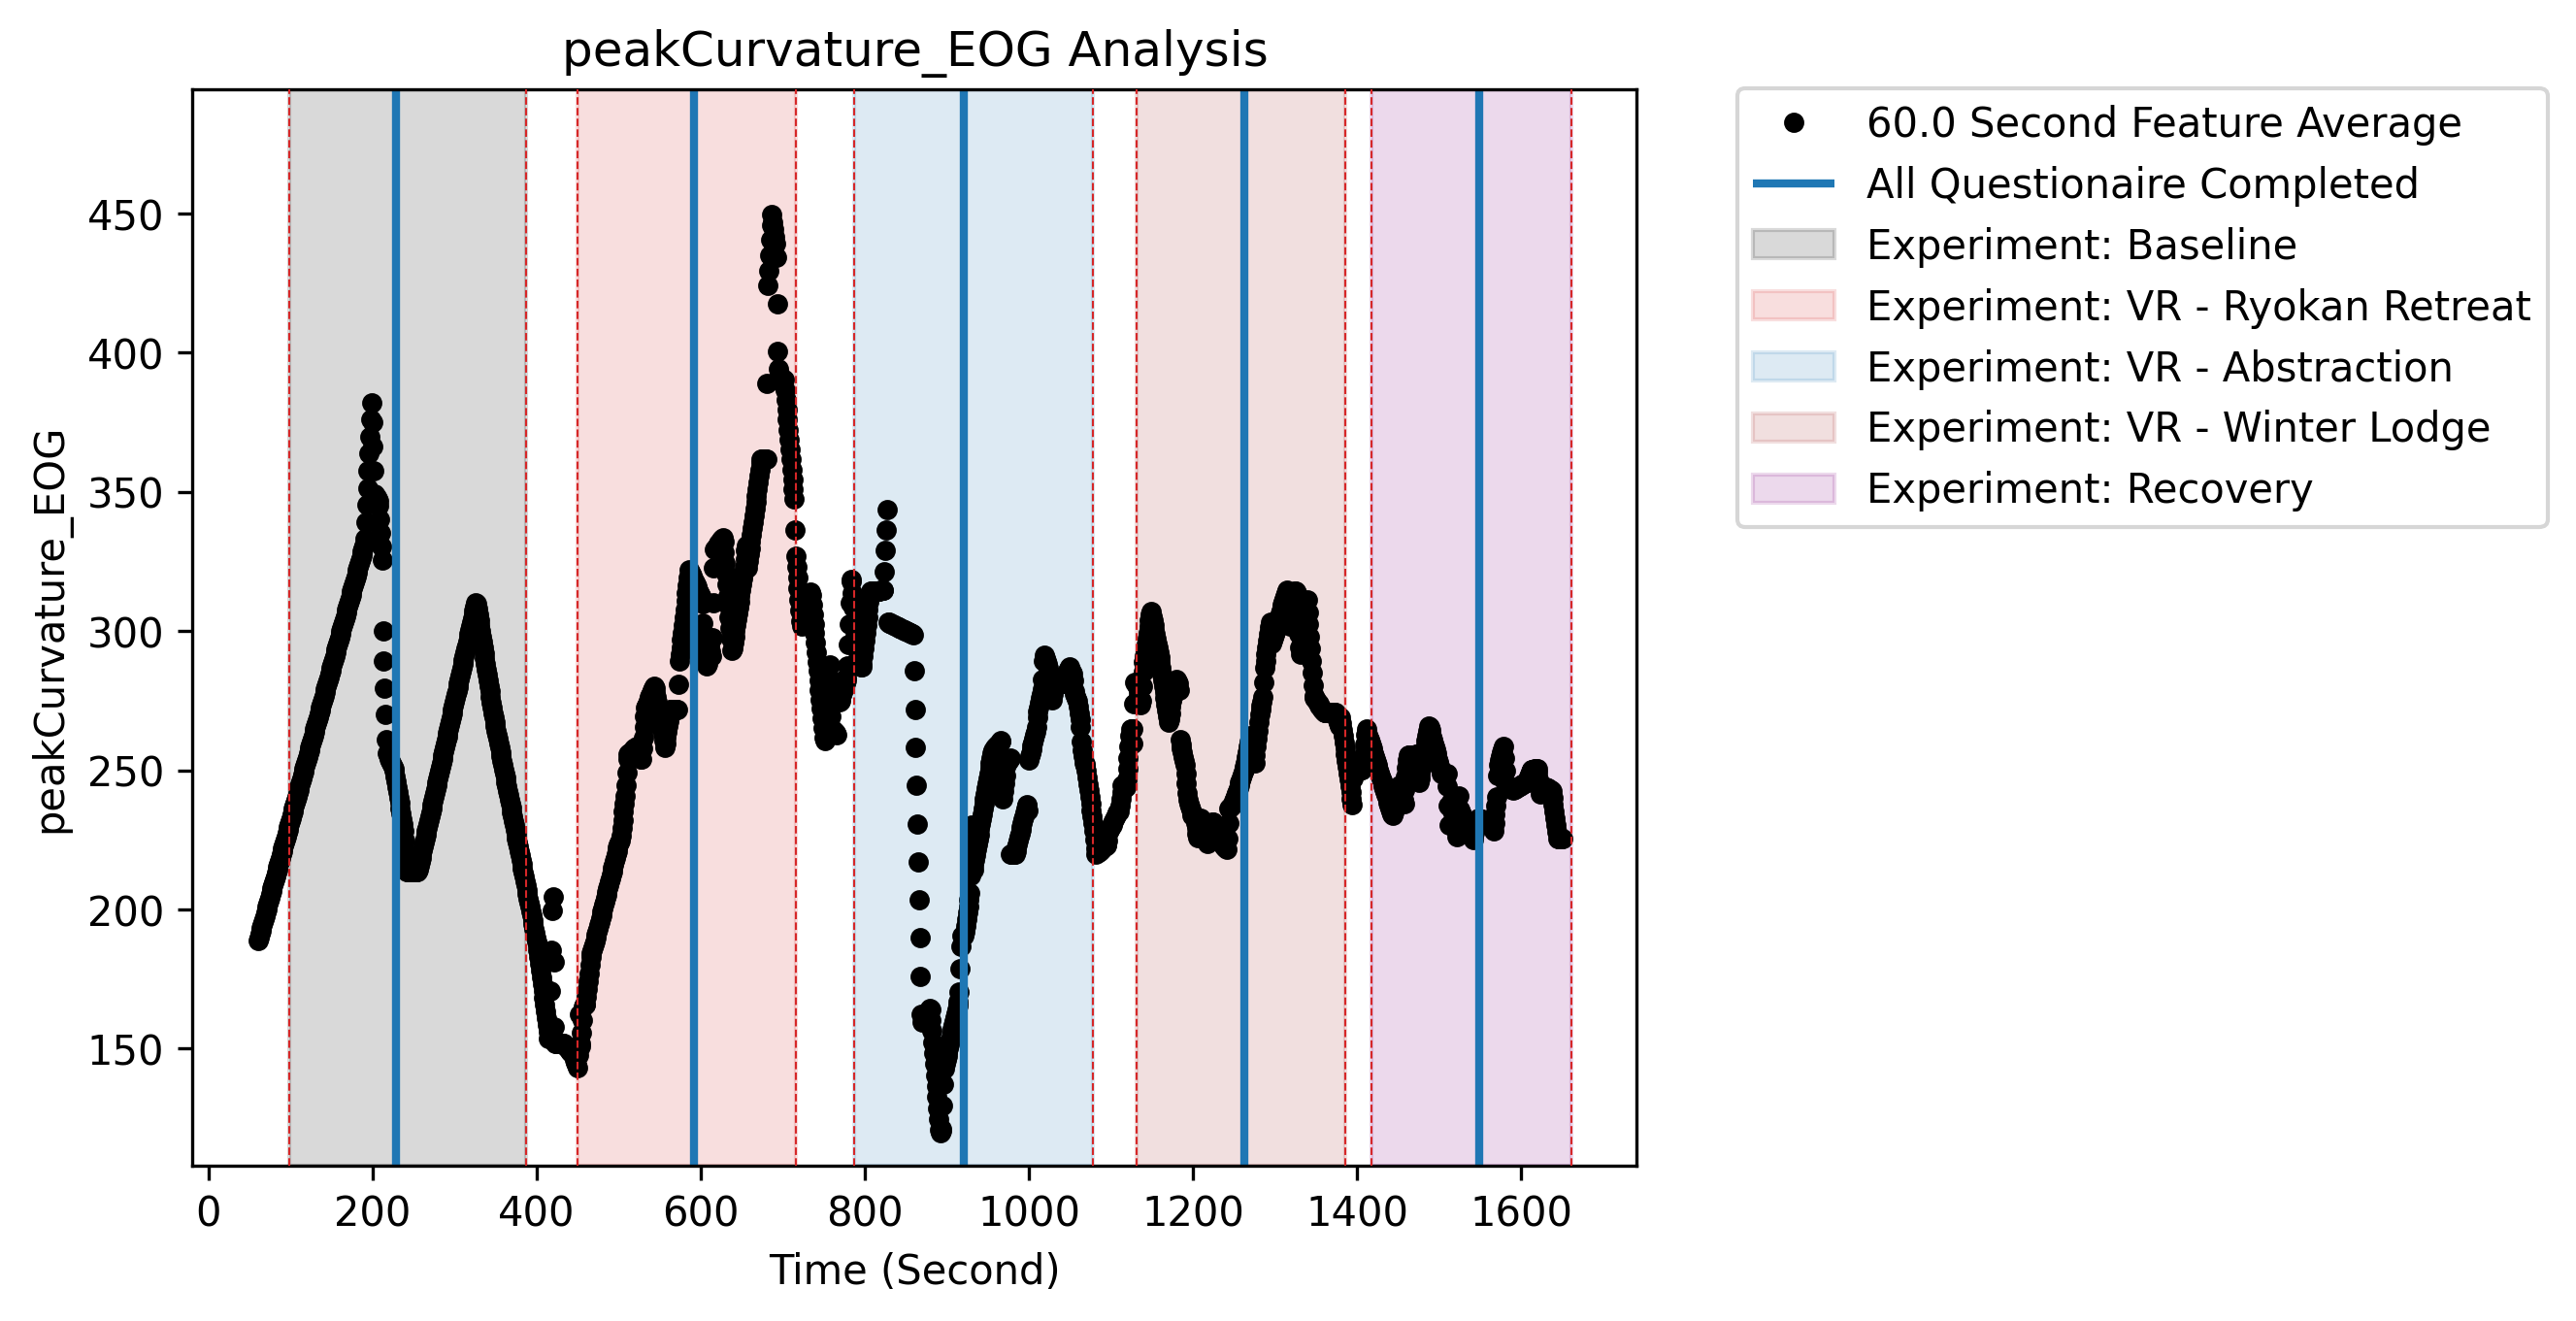 peakCurvature_EOG Analysis
peakCurvature_EOG
450
400
350
300
250
200
150
0 200 400 600 800 1000 1200 1400 1600
Time (Second)
60.0 Second Feature Average
All Questionaire Completed
Experiment: Baseline
Experiment: VR - Ryokan Retreat
Experiment: VR - Abstraction
Experiment: VR - Winter Lodge
Experiment: Recovery